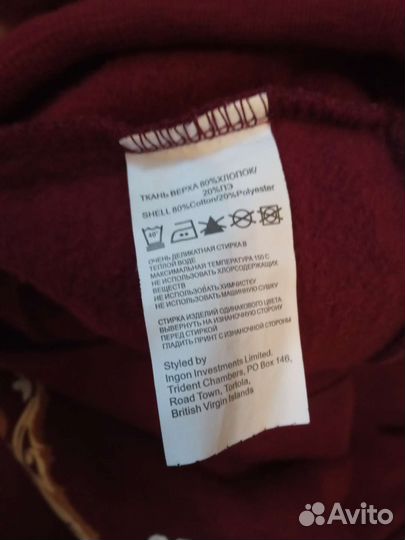 ТКАНЬ ВЕРХА 80%ХЛОПОК/
20%ПЭ
SHELL 80%Cotton/20%Polyester
40°
ОЧЕНЬ ДЕЛИКАТНАЯ СТИРКА В
ТЕПЛОЙ ВОДЕ
МАКСИМАЛЬНАЯ ТЕМПЕРАТУРА 150 С
НЕ ИСПОЛЬЗОВАТЬ ХЛОРСОДЕРЖАЩИХ
ВЕЩЕСТВ
НЕ ИСПОЛЬЗОВАТЬ ХИМЧИСТКУ
НЕ ИСПОЛЬЗОВАТЬ МАШИННУЮ СУШКУ
СТИРКА ИЗДЕЛИЙ ОДИНАКОВОГО ЦВЕТА
ВЫВЕРНУТЬ НА ИЗНАНОЧНУЮ СТОРОНУ
ПЕРЕД СТИРКОЙ
ГЛАДИТЬ ПРИНТ С ИЗНАНОЧНОЙ СТОРОНЫ
Styled by
Ingon Investments Limited.
Trident Chambers, PO Box 146,
Road Town, Tortola,
British Virgin Islands
Avito